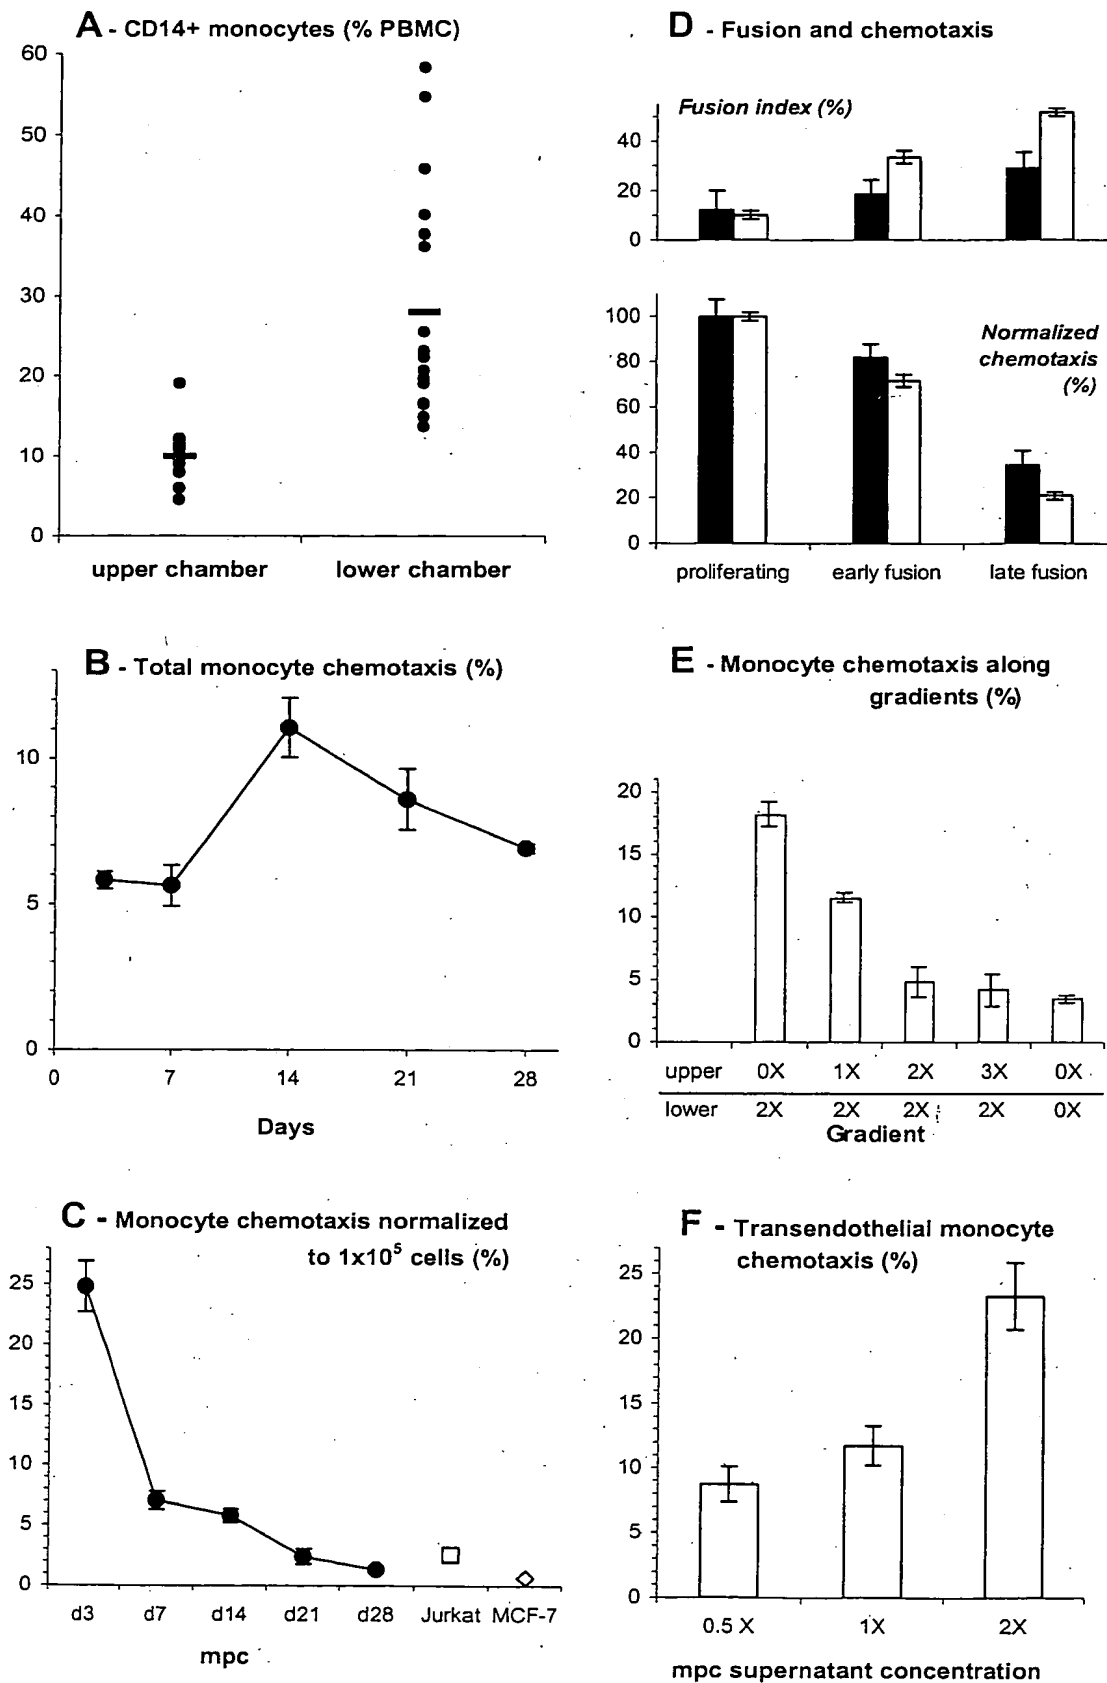 A - CD14+ monocytes (% PBMC)
60
50
40
30
20
10
0
upper chamber lower chamber
B - Total monocyte chemotaxis (%)
10
5
0
0 7 14 21 28
Days
C - Monocyte chemotaxis normalized
to 1x10⁵ cells (%)
25
20
15
10
5
0
d3 d7 d14 d21 d28 Jurkat MCF-7
mpc
D - Fusion and chemotaxis
Fusion index (%)
40
20
0
Normalized
chemotaxis
(%)
100
80
60
40
20
0
proliferating early fusion late fusion
E - Monocyte chemotaxis along
gradients (%)
20
15
10
5
0
upper 0X 1X 2X 3X 0X
lower 2X 2X 2X 2X 0X
Gradient
F - Transendothelial monocyte
chemotaxis (%)
25
20
15
10
5
0
0.5 X 1X 2X
mpc supernatant concentration